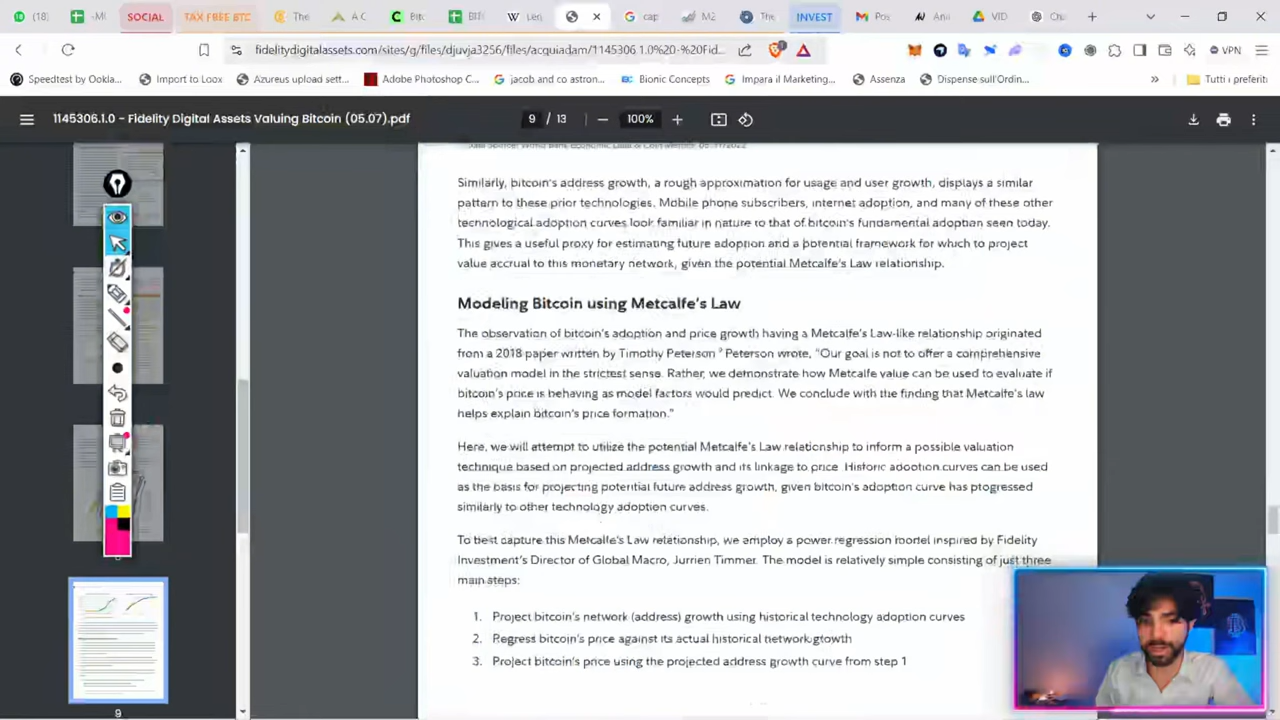 SOCIAL
TAX FREE BTC
A.C
Bitc
W Len
cap
M2
The
INVEST
Pos
Ani
VID
Cha
fidelitydigitalassets.com/sites/g/files/djuvja3256/files/acquiadam/1145306.1.0%20-%20Fid...
VPN
Speedtest by Ookla...
Import to Loox
Azureus upload sett...
Adobe Photoshop C...
jacob and co astron...
Bionic Concepts
Impara il Marketing...
Assenza
Dispense sull'Ordin...
Tutti i preferiti
1145306.1.0 - Fidelity Digital Assets Valuing Bitcoin (05.07).pdf
9 / 13
100%
Similarly, bitcoin's address growth, a rough approximation for usage and user growth, displays a similar
pattern to these prior technologies. Mobile phone subscribers, internet adoption, and many of these other
technological adoption curves look familiar in nature to that of bitcoin's fundamental adoption seen today.
This gives a useful proxy for estimating future adoption and a potential framework for which to project
value accrual to this monetary network, given the potential Metcalfe's Law relationship.
Modeling Bitcoin using Metcalfe's Law
The observation of bitcoin's adoption and price growth having a Metcalfe's Law-like relationship originated
from a 2018 paper written by Timothy Peterson Peterson wrote, "Our goal is not to offer a comprehensive
valuation model in the strictest sense. Rather, we demonstrate how Metcalfe value can be used to evaluate if
bitcoin's price is behaving as model factors would predict. We conclude with the finding that Metcalfe's law
helps explain bitcoin's price formation."
Here, we will attempt to utilize the potential Metcalfe's Law relationship to inform a possible valuation
technique based on projected address growth and its linkage to price. Historic adoption curves can be used
as the basis for projecting potential future address growth, given bitcoin's adoption curve has progressed
similarly to other technology adoption curves.
To best capture this Metcalfe's Law relationship, we employ a power regression model inspired by Fidelity
Investment's Director of Global Macro, Jurrien Timmer. The model is relatively simple consisting of just three
main steps:
1. Project bitcoin's network (address) growth using historical technology adoption curves
2. Regress bitcoin's price against its actual historical network growth
3. Project bitcoin's price using the projected address growth curve from step 1
9